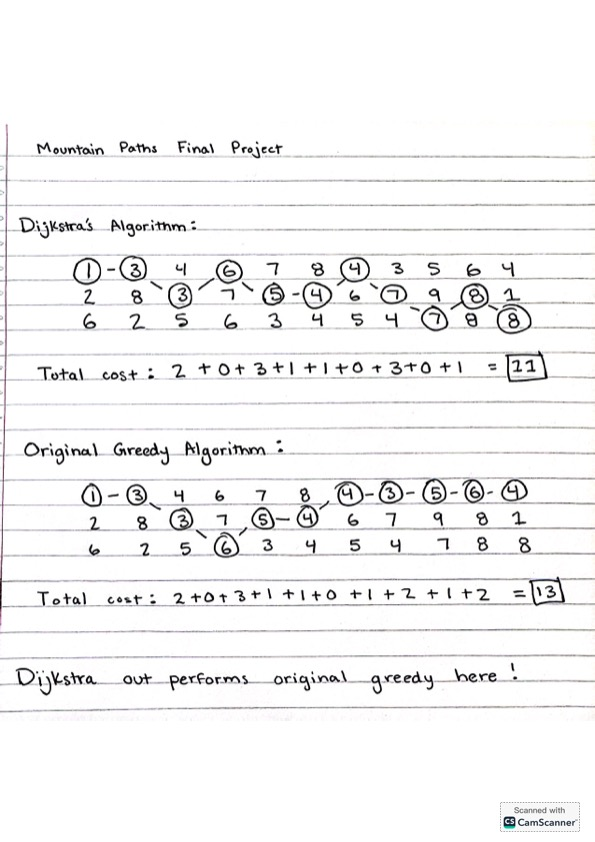 Mountain Paths Final Project
Dijkstra's Algorithm:
1 - 3 4 6 7 8 4 3 5 6 4
2 8 3 7 5 - 4 6 7 9 8 1
6 2 5 6 3 4 5 4 7 8 8
Total cost: 2 + 0 + 3 + 1 + 1 + 0 + 3 + 0 + 1 = 11
Original Greedy Algorithm:
1 - 3 4 6 7 8 4 - 3 - 5 - 6 - 4
2 8 3 7 5 - 4 6 7 9 8 1
6 2 5 6 3 4 5 4 7 8 8
Total cost: 2 + 0 + 3 + 1 + 1 + 0 + 1 + 2 + 1 + 2 = 13
Dijkstra out performs original greedy here!
Scanned with
CS CamScanner